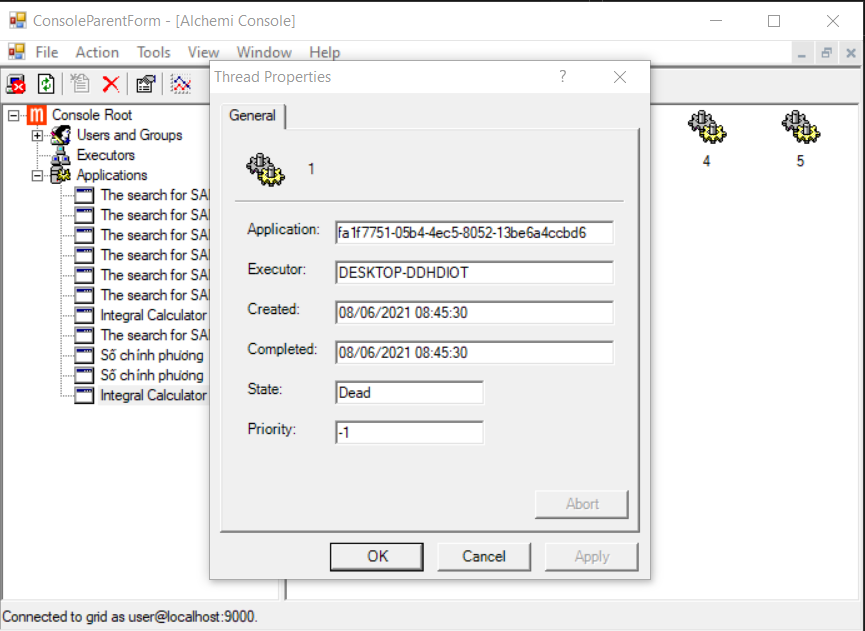 ConsoleParentForm - [Alchemi Console]
File Action Tools View Window Help
Thread Properties
?
General
1
Application: fa1f7751-05b4-4ec5-8052-13be6a4ccbd6
Executor: DESKTOP-DDHDIOT
Created: 08/06/2021 08:45:30
Completed: 08/06/2021 08:45:30
State: Dead
Priority: -1
Abort
OK Cancel Apply
Console Root
Users and Groups
Executors
Applications
The search for SA
The search for SA
The search for SA
The search for SA
The search for SA
The search for SA
Integral Calculator
The search for SA
Số chính phương
Số chính phương
Integral Calculator
4 5
Connected to grid as user@localhost:9000.